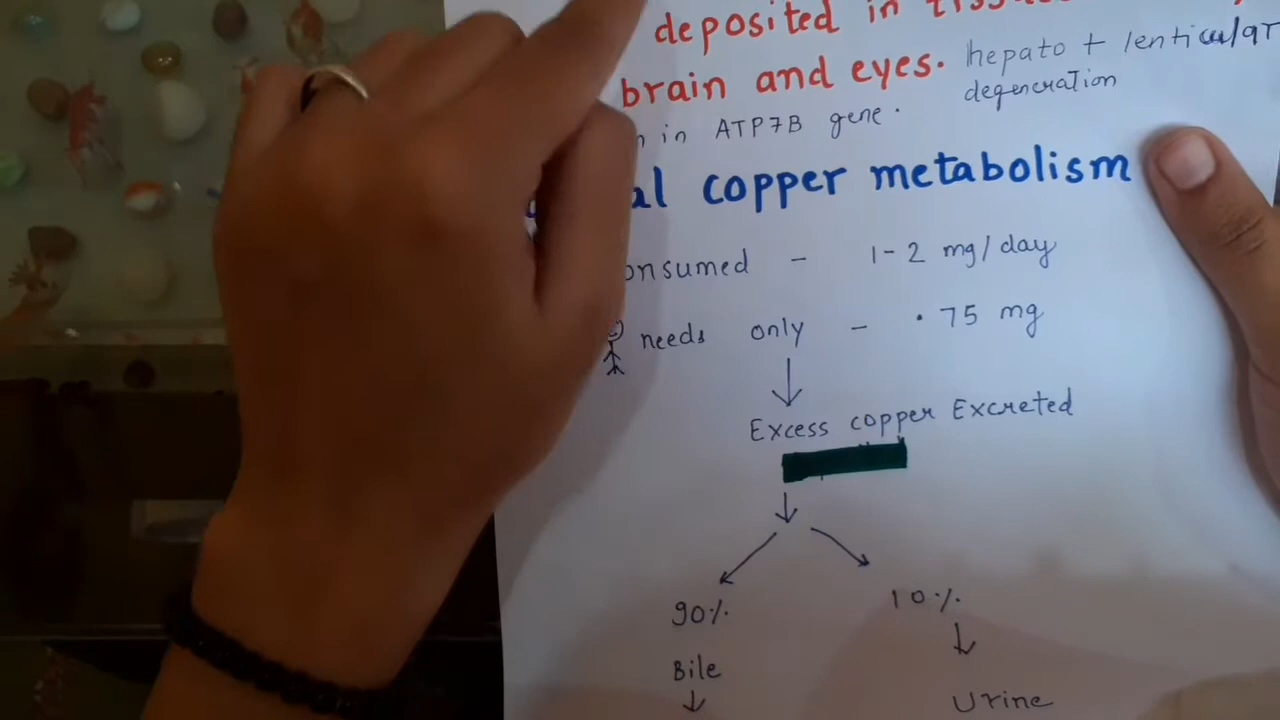 deposited in
brain and eyes. hepato + lenticular
degeneration
in ATP7B gene.
copper metabolism
onsumed - 1-2 mg/day
needs only - .75 mg
Excess copper Excreted
90% 10%
Bile
Urine